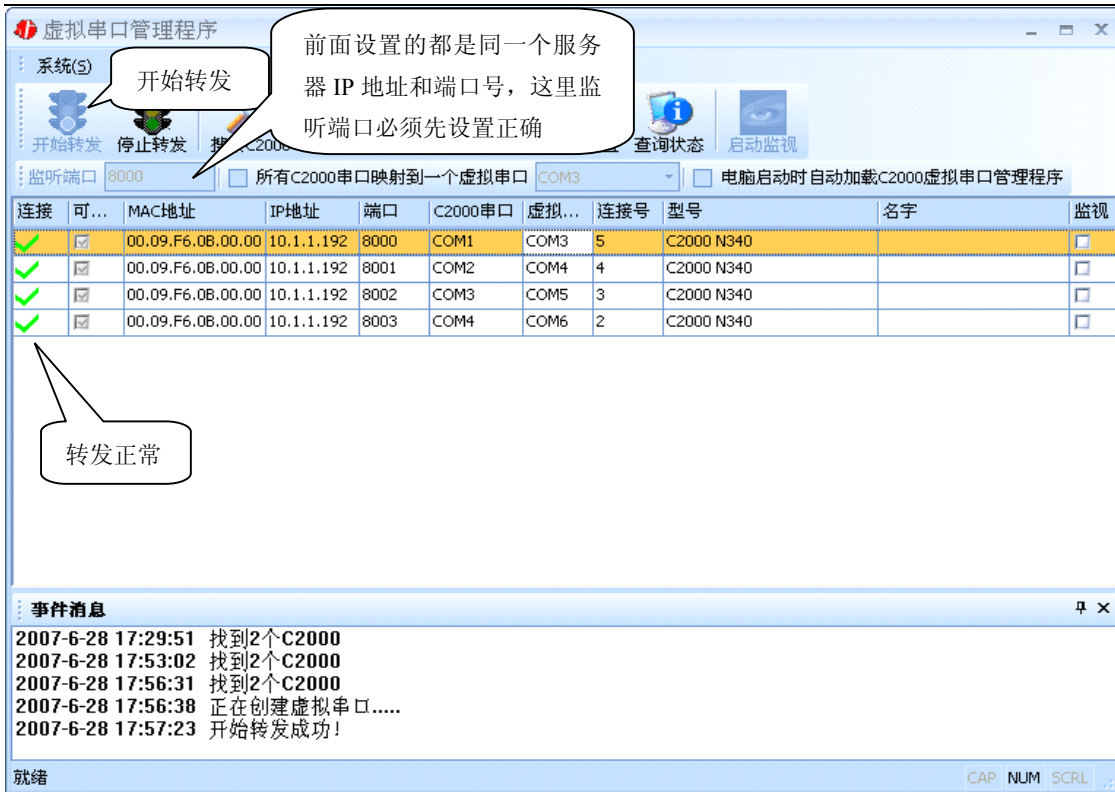 虚拟串口管理程序
前面设置的都是同一个服务
器 IP 地址和端口号，这里监
听端口必须先设置正确
系统(S)
开始转发
开始转发 停止转发 查询状态 启动监视
监听端口 8000 所有C2000串口映射到一个虚拟串口 COM3 电脑启动时自动加载C2000虚拟串口管理程序
连接 可... MAC地址 IP地址 端口 C2000串口 虚拟... 连接号 型号 名字 监视
00.09.F6.0B.00.00 10.1.1.192 8000 COM1 COM3 5 C2000 N340
00.09.F6.0B.00.00 10.1.1.192 8001 COM2 COM4 4 C2000 N340
00.09.F6.0B.00.00 10.1.1.192 8002 COM3 COM5 3 C2000 N340
00.09.F6.0B.00.00 10.1.1.192 8003 COM4 COM6 2 C2000 N340
转发正常
事件消息
2007-6-28 17:29:51 找到2个C2000
2007-6-28 17:53:02 找到2个C2000
2007-6-28 17:56:31 找到2个C2000
2007-6-28 17:56:38 正在创建虚拟串口.....
2007-6-28 17:57:23 开始转发成功!
就绪
CAP NUM SCRL